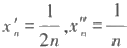 x′ₙ = 1/2n, x″ₙ = 1/n